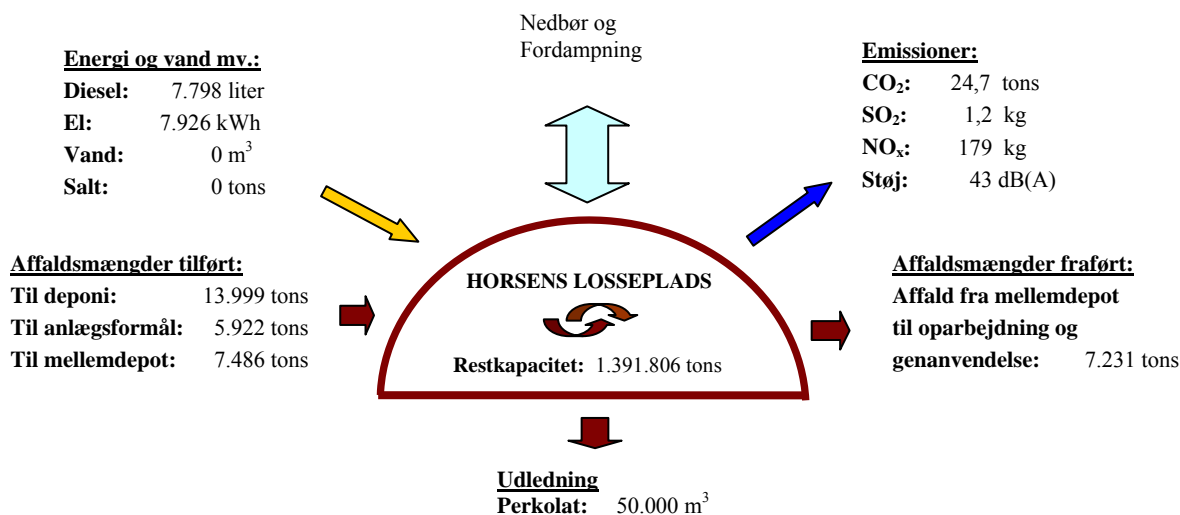 Nedbør og
Fordampning
Energi og vand mv.:
Diesel: 7.798 liter
El: 7.926 kWh
Vand: 0 m³
Salt: 0 tons
Emissioner:
CO₂: 24,7 tons
SO₂: 1,2 kg
NOₓ: 179 kg
Støj: 43 dB(A)
Affaldsmængder tilført:
Til deponi: 13.999 tons
Til anlægsformål: 5.922 tons
Til mellemdepot: 7.486 tons
HORSENS LOSSEPLADS
Restkapacitet: 1.391.806 tons
Affaldsmængder fraført:
Affald fra mellemdepot
til oparbejdning og
genanvendelse: 7.231 tons
Udledning
Perkolat: 50.000 m³